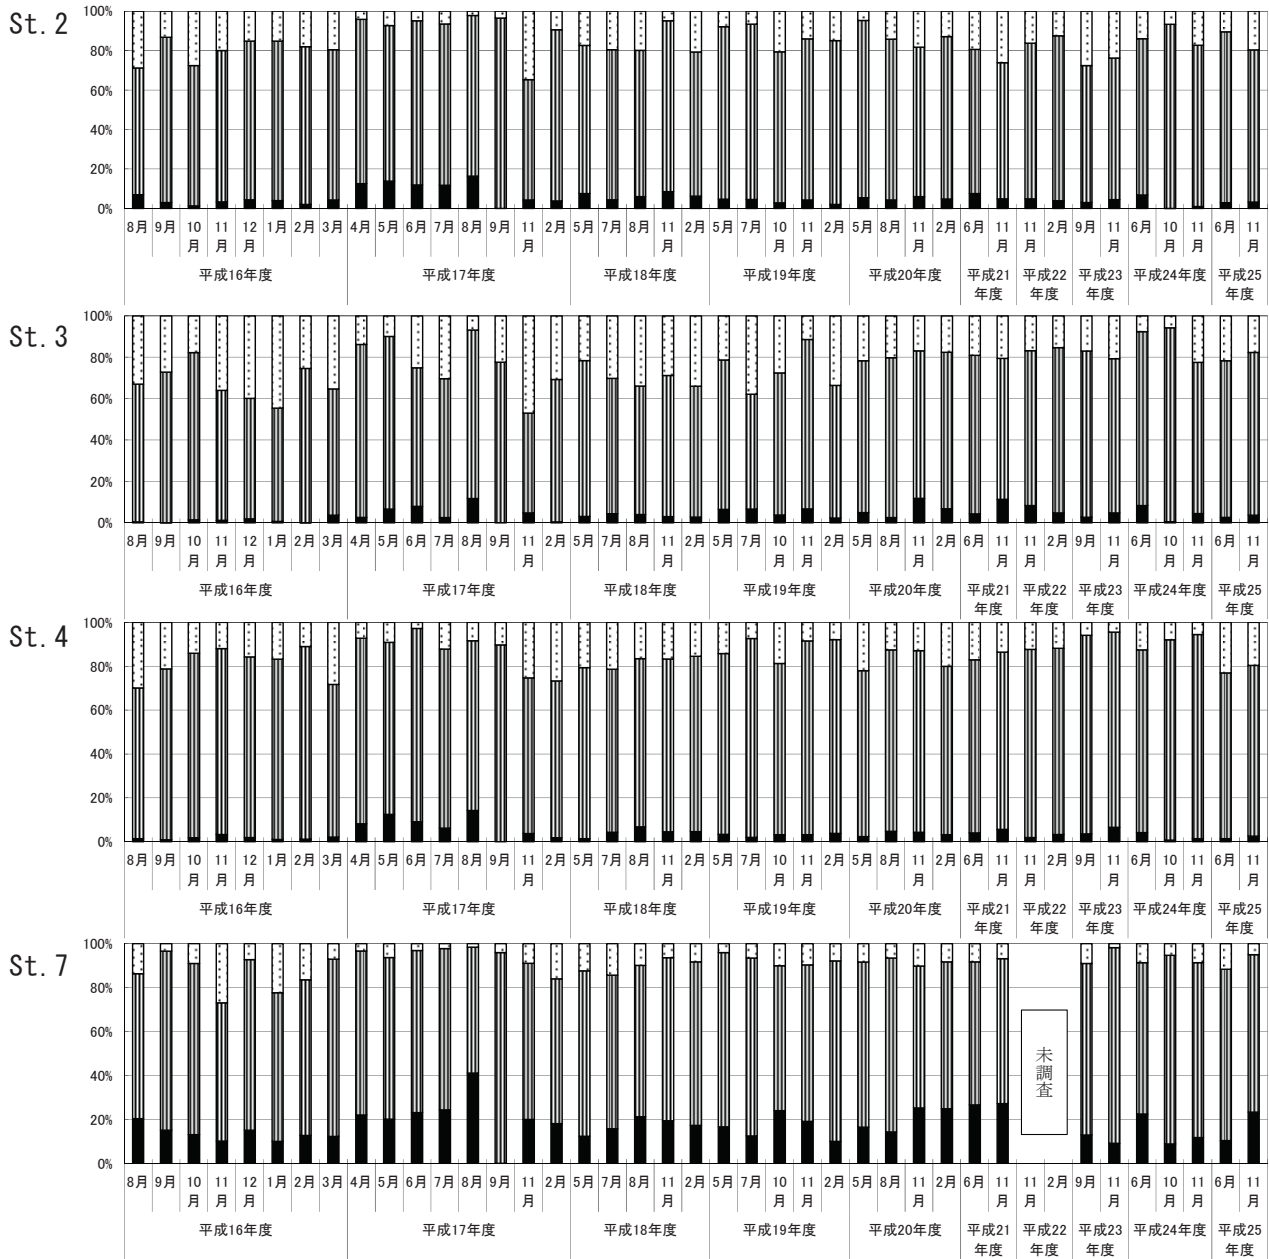 St. 2
100%
80%
60%
40%
20%
0%
8月 9月 10月 11月 12月 1月 2月 3月 4月 5月 6月 7月 8月 9月 11月 2月 5月 7月 8月 11月 2月 5月 7月 10月 11月 2月 5月 8月 11月 2月 6月 11月 11月 2月 9月 11月 6月 10月 11月 6月 11月
平成16年度 平成17年度 平成18年度 平成19年度 平成20年度 平成21年度 平成22年度 平成23年度 平成24年度 平成25年度
St. 3
100%
80%
60%
40%
20%
0%
8月 9月 10月 11月 12月 1月 2月 3月 4月 5月 6月 7月 8月 9月 11月 2月 5月 7月 8月 11月 2月 5月 7月 10月 11月 2月 5月 8月 11月 2月 6月 11月 11月 2月 9月 11月 6月 10月 11月 6月 11月
平成16年度 平成17年度 平成18年度 平成19年度 平成20年度 平成21年度 平成22年度 平成23年度 平成24年度 平成25年度
St. 4
100%
80%
60%
40%
20%
0%
8月 9月 10月 11月 12月 1月 2月 3月 4月 5月 6月 7月 8月 9月 11月 2月 5月 7月 8月 11月 2月 5月 7月 10月 11月 2月 5月 8月 11月 2月 6月 11月 11月 2月 9月 11月 6月 10月 11月 6月 11月
平成16年度 平成17年度 平成18年度 平成19年度 平成20年度 平成21年度 平成22年度 平成23年度 平成24年度 平成25年度
St. 7
100%
80%
60%
40%
20%
0%
未調査
8月 9月 10月 11月 12月 1月 2月 3月 4月 5月 6月 7月 8月 9月 11月 2月 5月 7月 8月 11月 2月 5月 7月 10月 11月 2月 5月 8月 11月 2月 6月 11月 11月 2月 9月 11月 6月 10月 11月 6月 11月
平成16年度 平成17年度 平成18年度 平成19年度 平成20年度 平成21年度 平成22年度 平成23年度 平成24年度 平成25年度